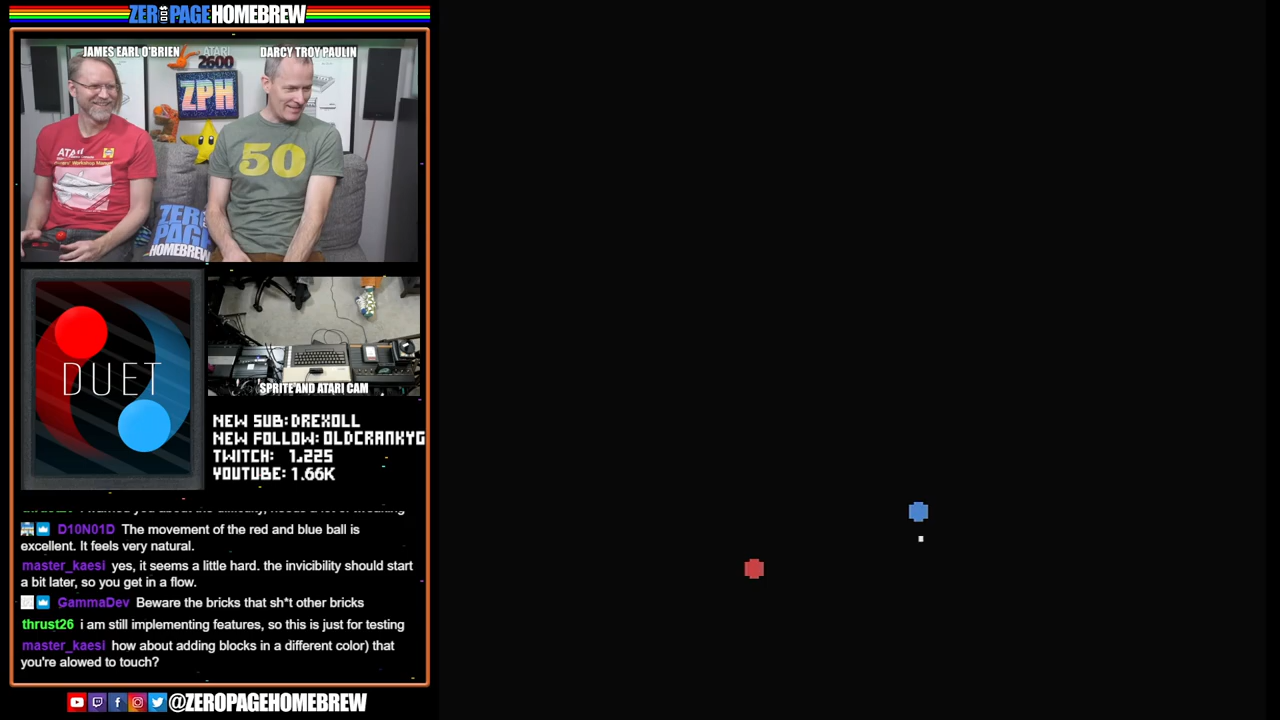 ZEROPAGEHOMEBREW
JAMES EARL O'BRIEN
DARCY TROY PAULIN
ATARI
2600
ZPH
ATARI
50
ZERO
PAGE
HOMEBREW
DUET
SPRITE AND ATARI CAM
NEW SUB:DREXOLL
NEW FOLLOW:OLDCRANKYG
TWITCH: 1,225
YOUTUBE: 1.66K
D10N01D The movement of the red and blue ball is
excellent. It feels very natural.
master_kaesi yes, it seems a little hard. the invicibility should start
a bit later, so you get in a flow.
GammaDev Beware the bricks that sh*t other bricks
thrust26 i am still implementing features, so this is just for testing
master_kaesi how about adding blocks in a different color) that
you're alowed to touch?
@ZEROPAGEHOMEBREW